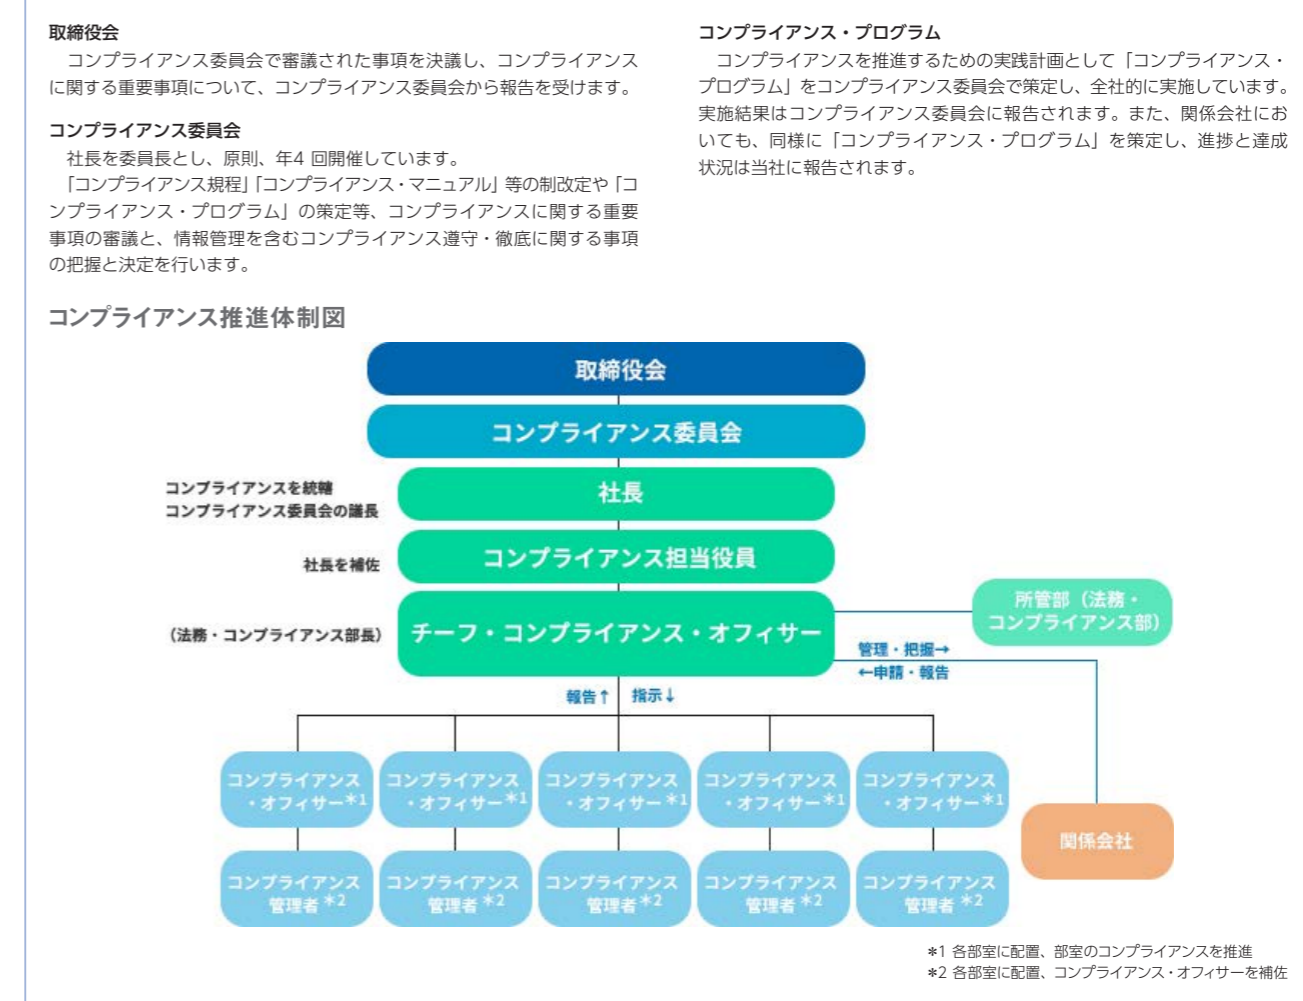 取締役会
コンプライアンス委員会で審議された事項を決議し、コンプライアンス
に関する重要事項について、コンプライアンス委員会から報告を受けます。
コンプライアンス委員会
社長を委員長とし、原則、年4 回開催しています。
「コンプライアンス規程」「コンプライアンス・マニュアル」等の制改定や「コ
ンプライアンス・プログラム」の策定等、コンプライアンスに関する重要
事項の審議と、情報管理を含むコンプライアンス遵守・徹底に関する事項
の把握と決定を行います。
コンプライアンス・プログラム
コンプライアンスを推進するための実践計画として「コンプライアンス・
プログラム」をコンプライアンス委員会で策定し、全社的に実施しています。
実施結果はコンプライアンス委員会に報告されます。また、関係会社にお
いても、同様に「コンプライアンス・プログラム」を策定し、進捗と達成
状況は当社に報告されます。
コンプライアンス推進体制図
取締役会
コンプライアンス委員会
コンプライアンスを統轄
コンプライアンス委員会の議長
社長
社長を補佐
コンプライアンス担当役員
(法務・コンプライアンス部長)
チーフ・コンプライアンス・オフィサー
所管部（法務・
コンプライアンス部）
管理・把握→
←申請・報告
報告↑ 指示↓
コンプライアンス
・オフィサー*1
コンプライアンス
・オフィサー*1
コンプライアンス
・オフィサー*1
コンプライアンス
・オフィサー*1
コンプライアンス
・オフィサー*1
関係会社
コンプライアンス
管理者*2
コンプライアンス
管理者*2
コンプライアンス
管理者*2
コンプライアンス
管理者*2
コンプライアンス
管理者*2
*1 各部室に配置、部室のコンプライアンスを推進
*2 各部室に配置、コンプライアンス・オフィサーを補佐